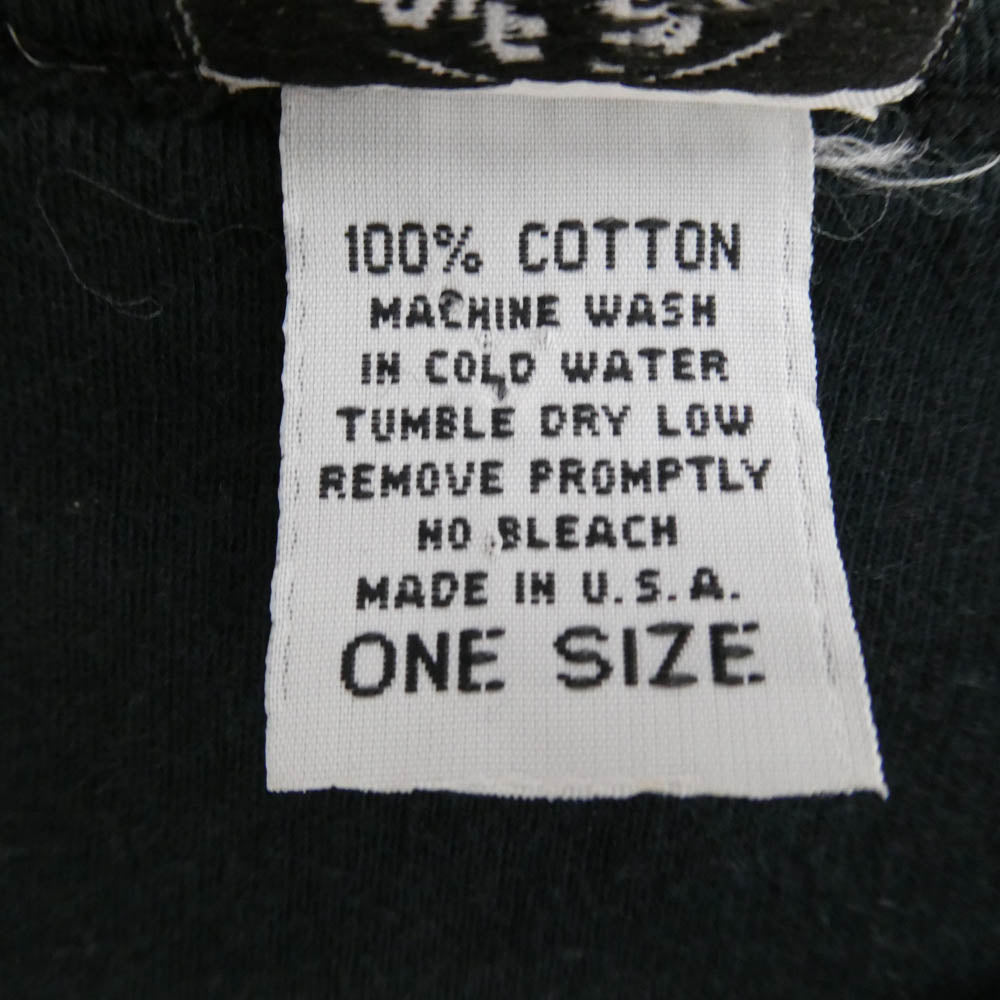 100% COTTON
MACHINE WASH
IN COLD WATER
TUMBLE DRY LOW
REMOVE PROMPTLY
NO BLEACH
MADE IN U.S.A.
ONE SIZE